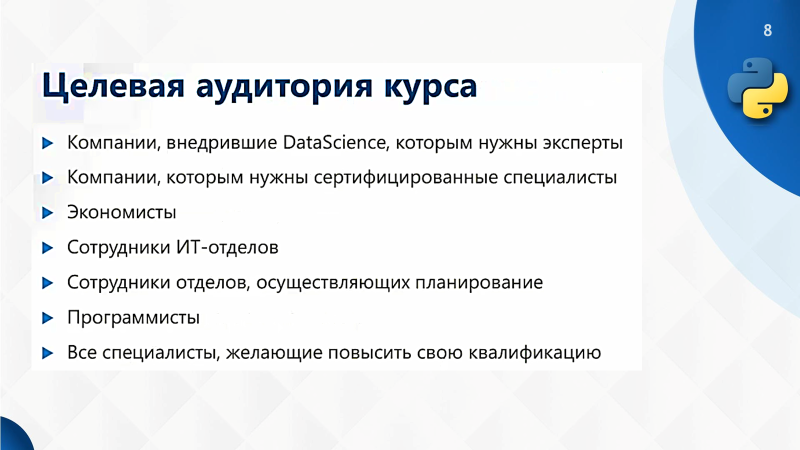 8
Целевая аудитория курса
Компании, внедрившие DataScience, которым нужны эксперты
Компании, которым нужны сертифицированные специалисты
Экономисты
Сотрудники ИТ-отделов
Сотрудники отделов, осуществляющих планирование
Программисты
Все специалисты, желающие повысить свою квалификацию